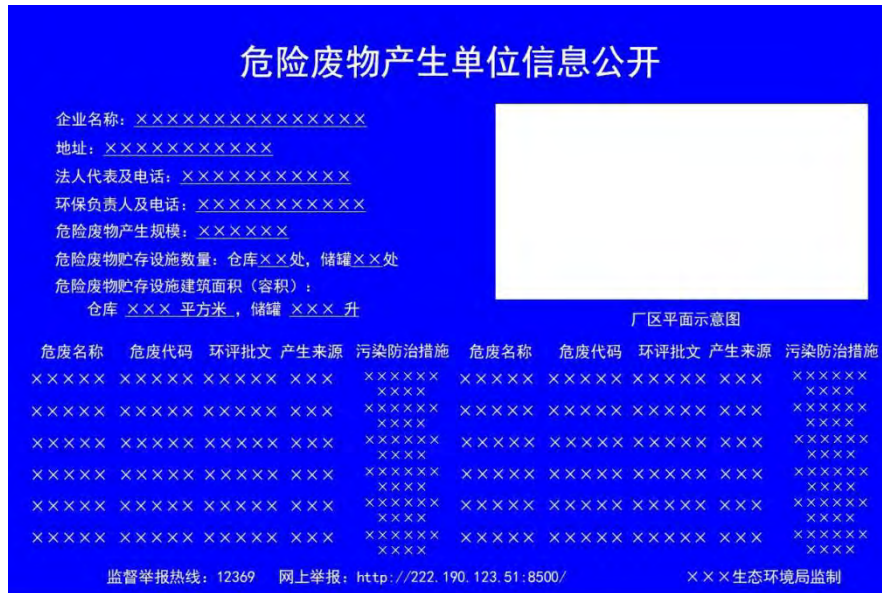 危险废物产生单位信息公开
企业名称：×××××××××××××××
地址：×××××××××××
法人代表及电话：×××××××××××
环保负责人及电话：×××××××××××
危险废物产生规模：××××××
危险废物贮存设施数量：仓库××处，储罐××处
危险废物贮存设施建筑面积（容积）：
仓库 ××× 平方米 ，储罐 ××× 升
厂区平面示意图
危废名称 危废代码 环评批文 产生来源 污染防治措施 危废名称 危废代码 环评批文 产生来源 污染防治措施
××××× ××××× ××××× ××× ×××××× ××××× ××××× ××××× ××× ××××××
×××× ××××
××××× ××××× ××××× ××× ×××××× ××××× ××××× ××××× ××× ××××××
×××× ××××
××××× ××××× ××××× ××× ×××××× ××××× ××××× ××××× ××× ××××××
×××× ××××
××××× ××××× ××××× ××× ×××××× ××××× ××××× ××××× ××× ××××××
×××× ××××
××××× ××××× ××××× ××× ×××××× ××××× ××××× ××××× ××× ××××××
×××× ××××
××××× ××××× ××××× ××× ×××××× ××××× ××××× ××××× ××× ××××××
×××× ××××
监督举报热线：12369 网上举报：http://222.190.123.51:8500/ ×××生态环境局监制